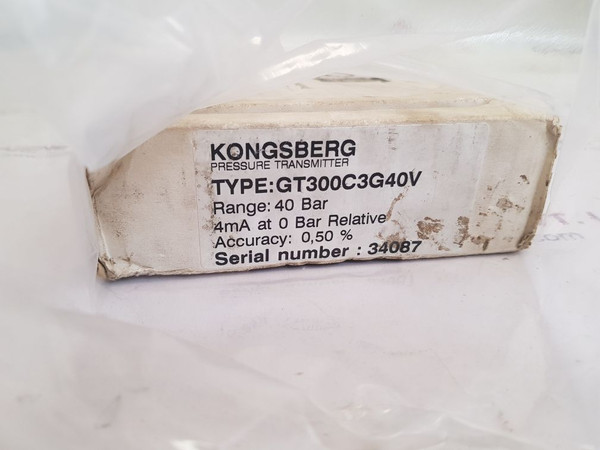 KONGSBERG
PRESSURE TRANSMITTER
TYPE:GT300C3G40V
Range: 40 Bar
4mA at 0 Bar Relative
Accuracy: 0,50 %
Serial number : 34087